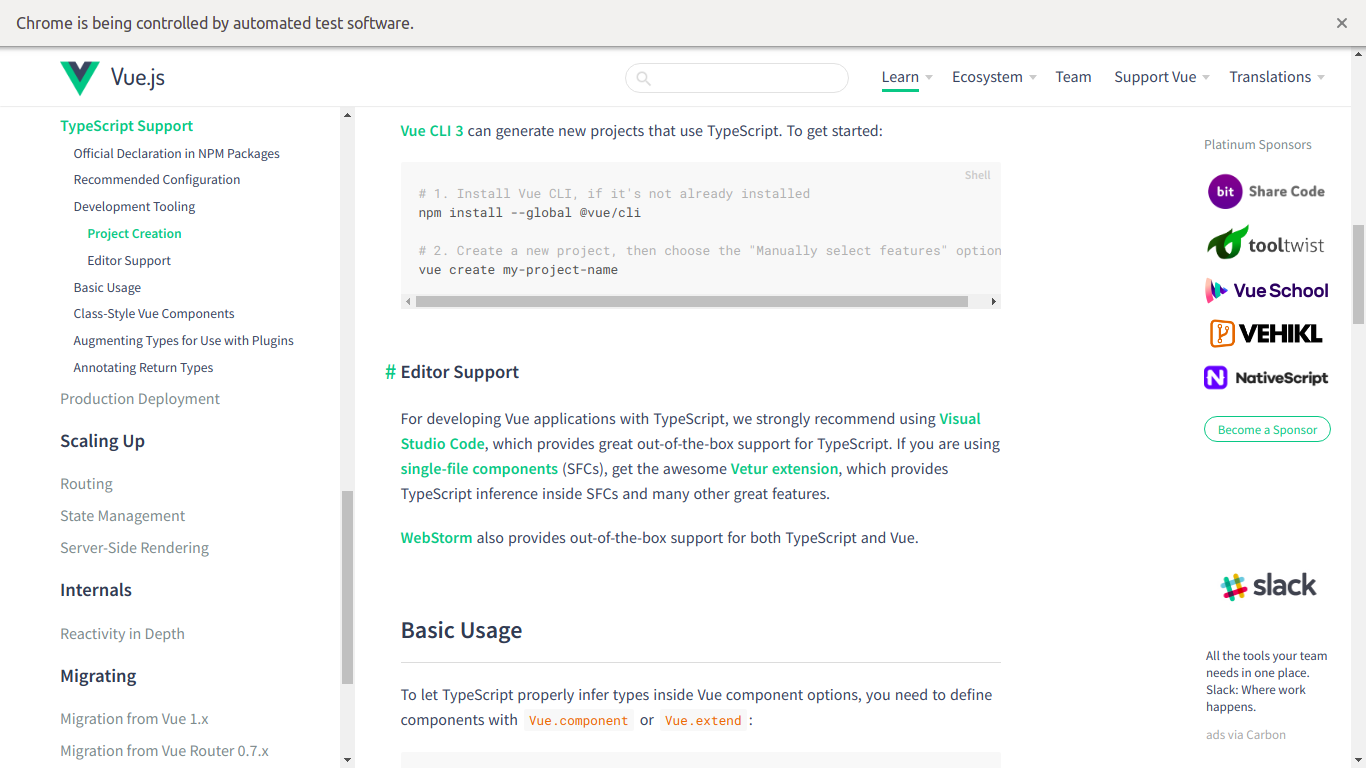 Chrome is being controlled by automated test software.
Vue.js
Learn
Ecosystem
Team
Support Vue
Translations
TypeScript Support
Official Declaration in NPM Packages
Recommended Configuration
Development Tooling
Project Creation
Editor Support
Basic Usage
Class-Style Vue Components
Augmenting Types for Use with Plugins
Annotating Return Types
Production Deployment
Scaling Up
Routing
State Management
Server-Side Rendering
Internals
Reactivity in Depth
Migrating
Migration from Vue 1.x
Migration from Vue Router 0.7.x
Vue CLI 3 can generate new projects that use TypeScript. To get started:
Shell
# 1. Install Vue CLI, if it's not already installed
npm install --global @vue/cli
# 2. Create a new project, then choose the "Manually select features" option
vue create my-project-name
# Editor Support
For developing Vue applications with TypeScript, we strongly recommend using Visual
Studio Code, which provides great out-of-the-box support for TypeScript. If you are using
single-file components (SFCs), get the awesome Vetur extension, which provides
TypeScript inference inside SFCs and many other great features.
WebStorm also provides out-of-the-box support for both TypeScript and Vue.
Basic Usage
To let TypeScript properly infer types inside Vue component options, you need to define
components with Vue.component or Vue.extend :
Platinum Sponsors
bit Share Code
tooltwist
Vue School
VEHIKL
N NativeScript
Become a Sponsor
slack
All the tools your team
needs in one place.
Slack: Where work
happens.
ads via Carbon